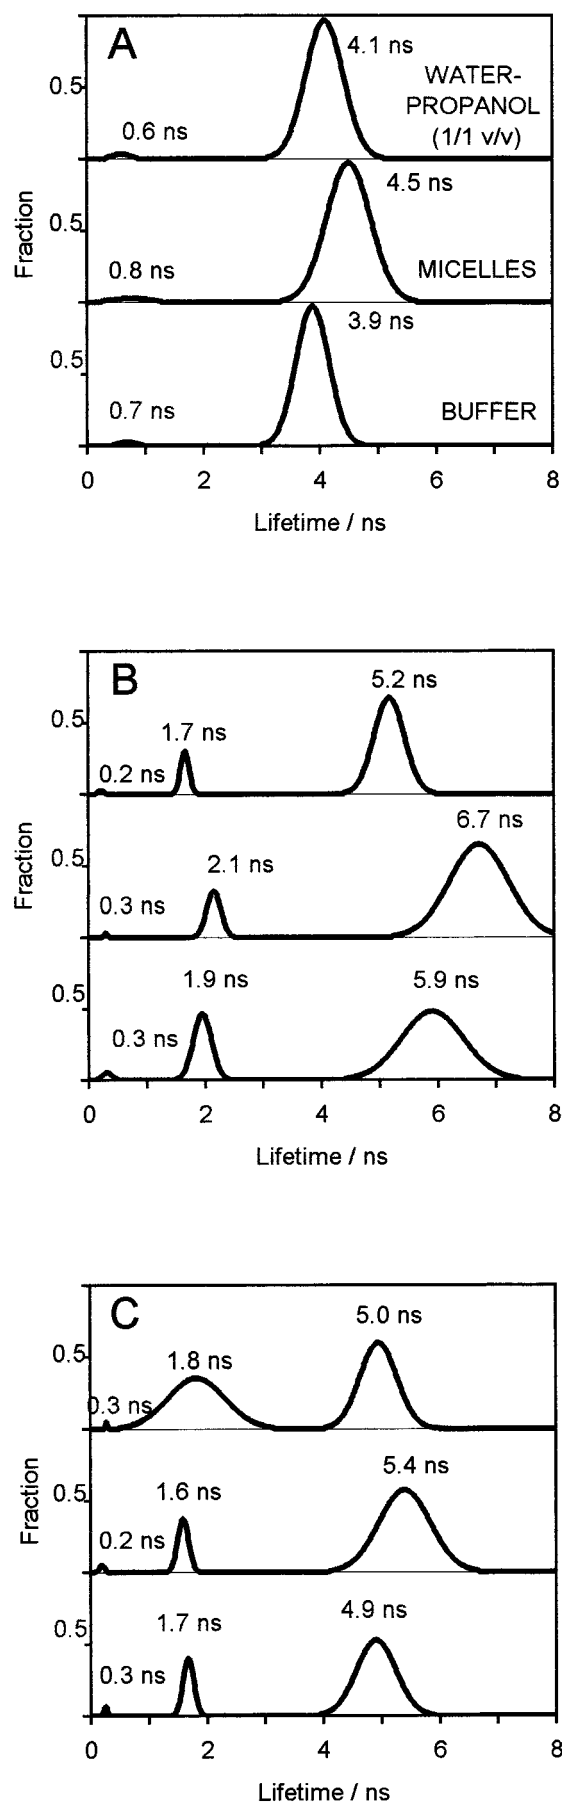 A
4.1 ns
WATER-
PROPANOL
(1/1 v/v)
0.5
0.6 ns
4.5 ns
0.5
0.8 ns
MICELLES
3.9 ns
0.5
0.7 ns
BUFFER
Fraction
0 2 4 6 8
Lifetime / ns
B
5.2 ns
0.5
1.7 ns
0.2 ns
6.7 ns
0.5
2.1 ns
0.3 ns
1.9 ns
5.9 ns
0.5
0.3 ns
Fraction
0 2 4 6 8
Lifetime / ns
C
5.0 ns
0.5
1.8 ns
0.3 ns
5.4 ns
0.5
1.6 ns
0.2 ns
1.7 ns
4.9 ns
0.5
0.3 ns
Fraction
0 2 4 6 8
Lifetime / ns